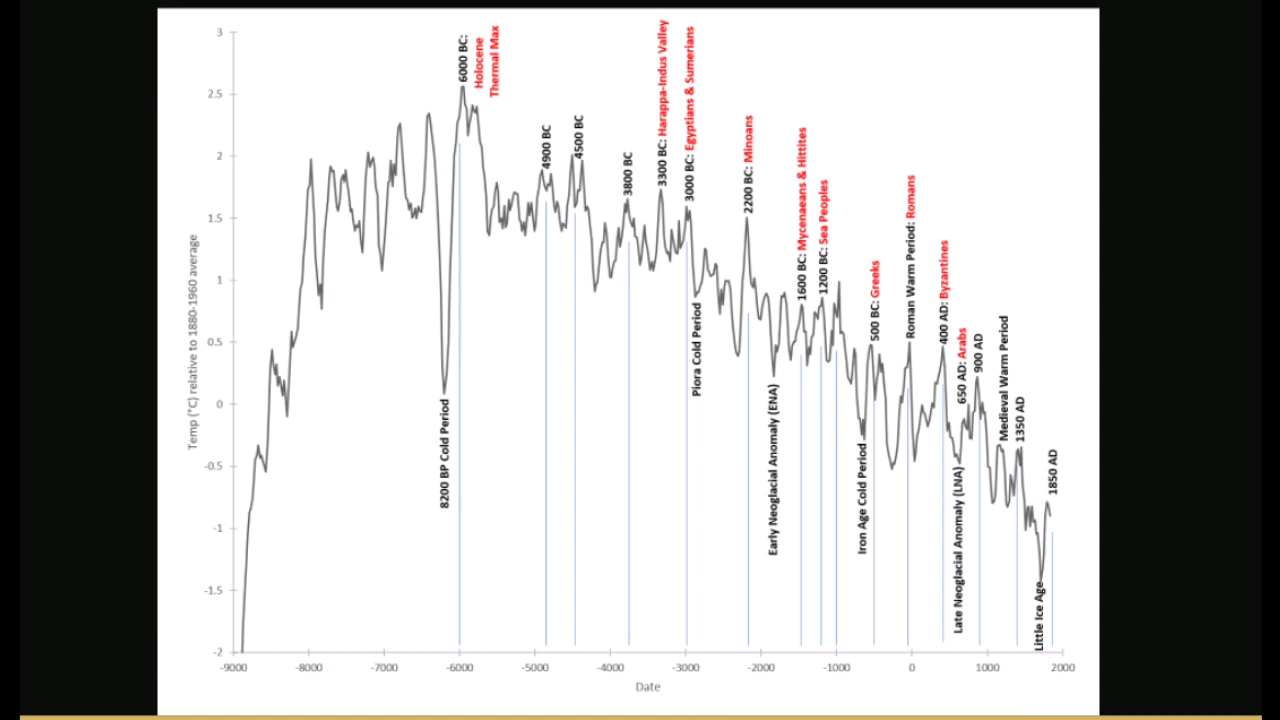 3
2.5
2
1.5
1
0.5
0
-0.5
-1
-1.5
-2
Temp (°C) relative to 1880-1960 average
8200 BP Cold Period
6000 BC:
Holocene
Thermal Max
4900 BC
4500 BC
3800 BC
3300 BC: Harappa-Indus Valley
3000 BC: Egyptians & Sumerians
Piora Cold Period
2200 BC: Minoans
Early Neoglacial Anomaly (ENA)
1600 BC: Mycenaeans & Hittites
1200 BC: Sea Peoples
Iron Age Cold Period
500 BC: Greeks
Roman Warm Period: Romans
400 AD: Byzantines
Late Neoglacial Anomaly (LNA)
650 AD: Arabs
900 AD
Medieval Warm Period
1350 AD
Little Ice Age
1850 AD
-9000
-8000
-7000
-6000
-5000
-4000
-3000
-2000
-1000
0
1000
2000
Date